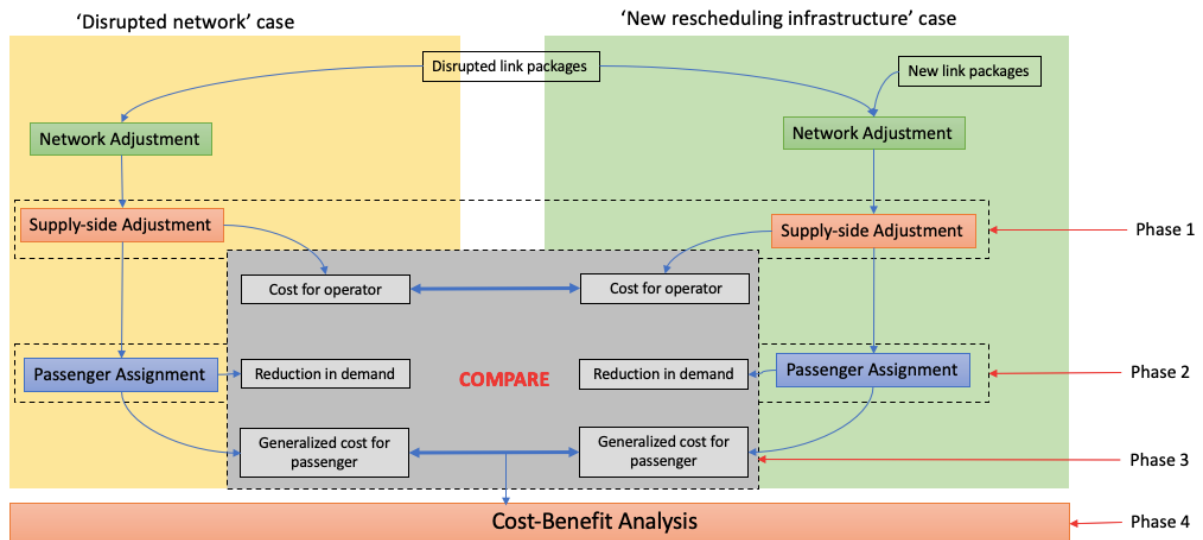 ‘Disrupted network’ case
‘New rescheduling infrastructure’ case
Disrupted link packages
New link packages
Network Adjustment
Network Adjustment
Supply-side Adjustment
Supply-side Adjustment
Phase 1
Cost for operator
Cost for operator
Passenger Assignment
Reduction in demand
COMPARE
Reduction in demand
Passenger Assignment
Phase 2
Generalized cost for
passenger
Generalized cost for
passenger
Phase 3
Cost-Benefit Analysis
Phase 4